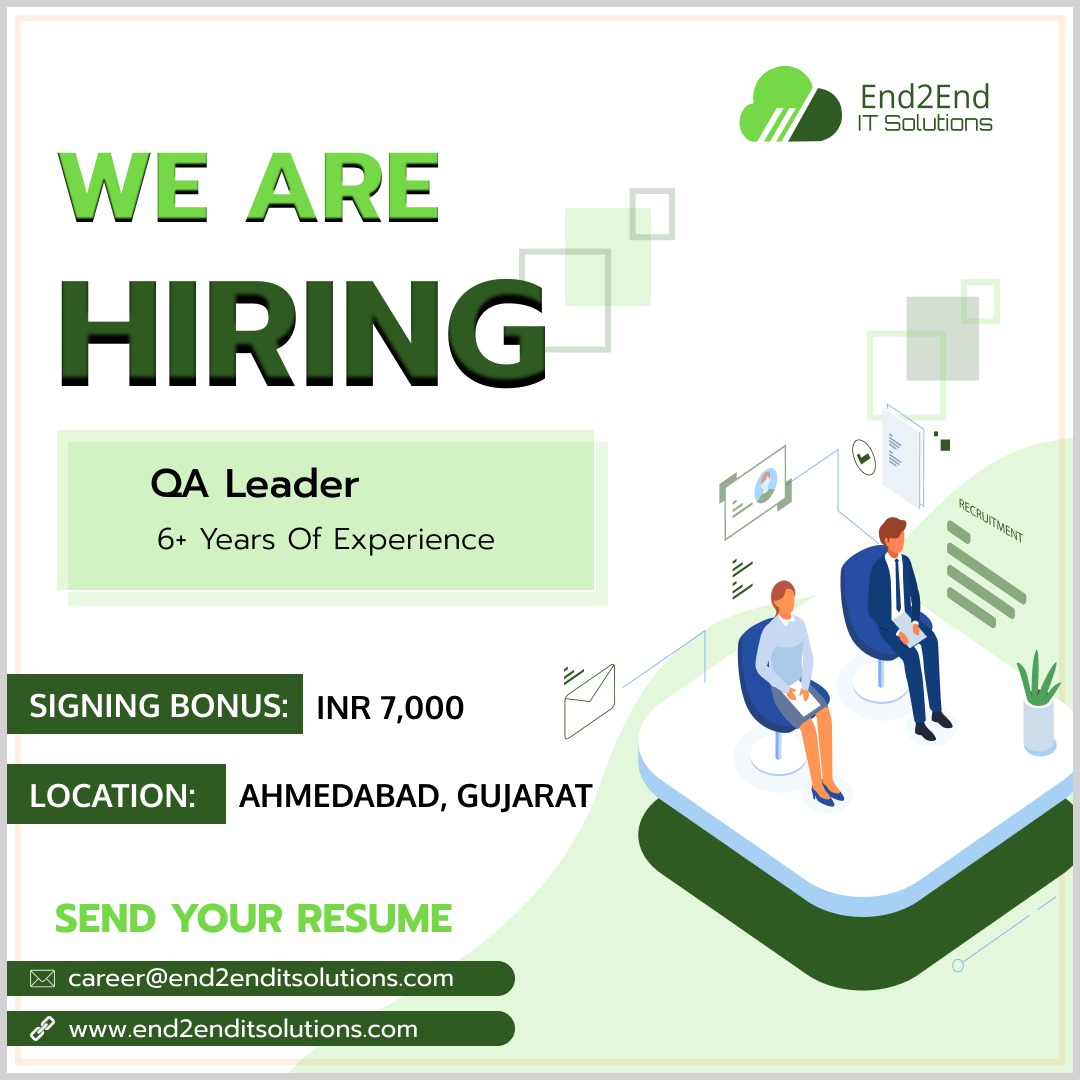 End2End
IT Solutions
WE ARE
HIRING
QA Leader
6+ Years Of Experience
RECRUITMENT
SIGNING BONUS: INR 7,000
LOCATION: AHMEDABAD, GUJARAT
SEND YOUR RESUME
career@end2enditsolutions.com
www.end2enditsolutions.com